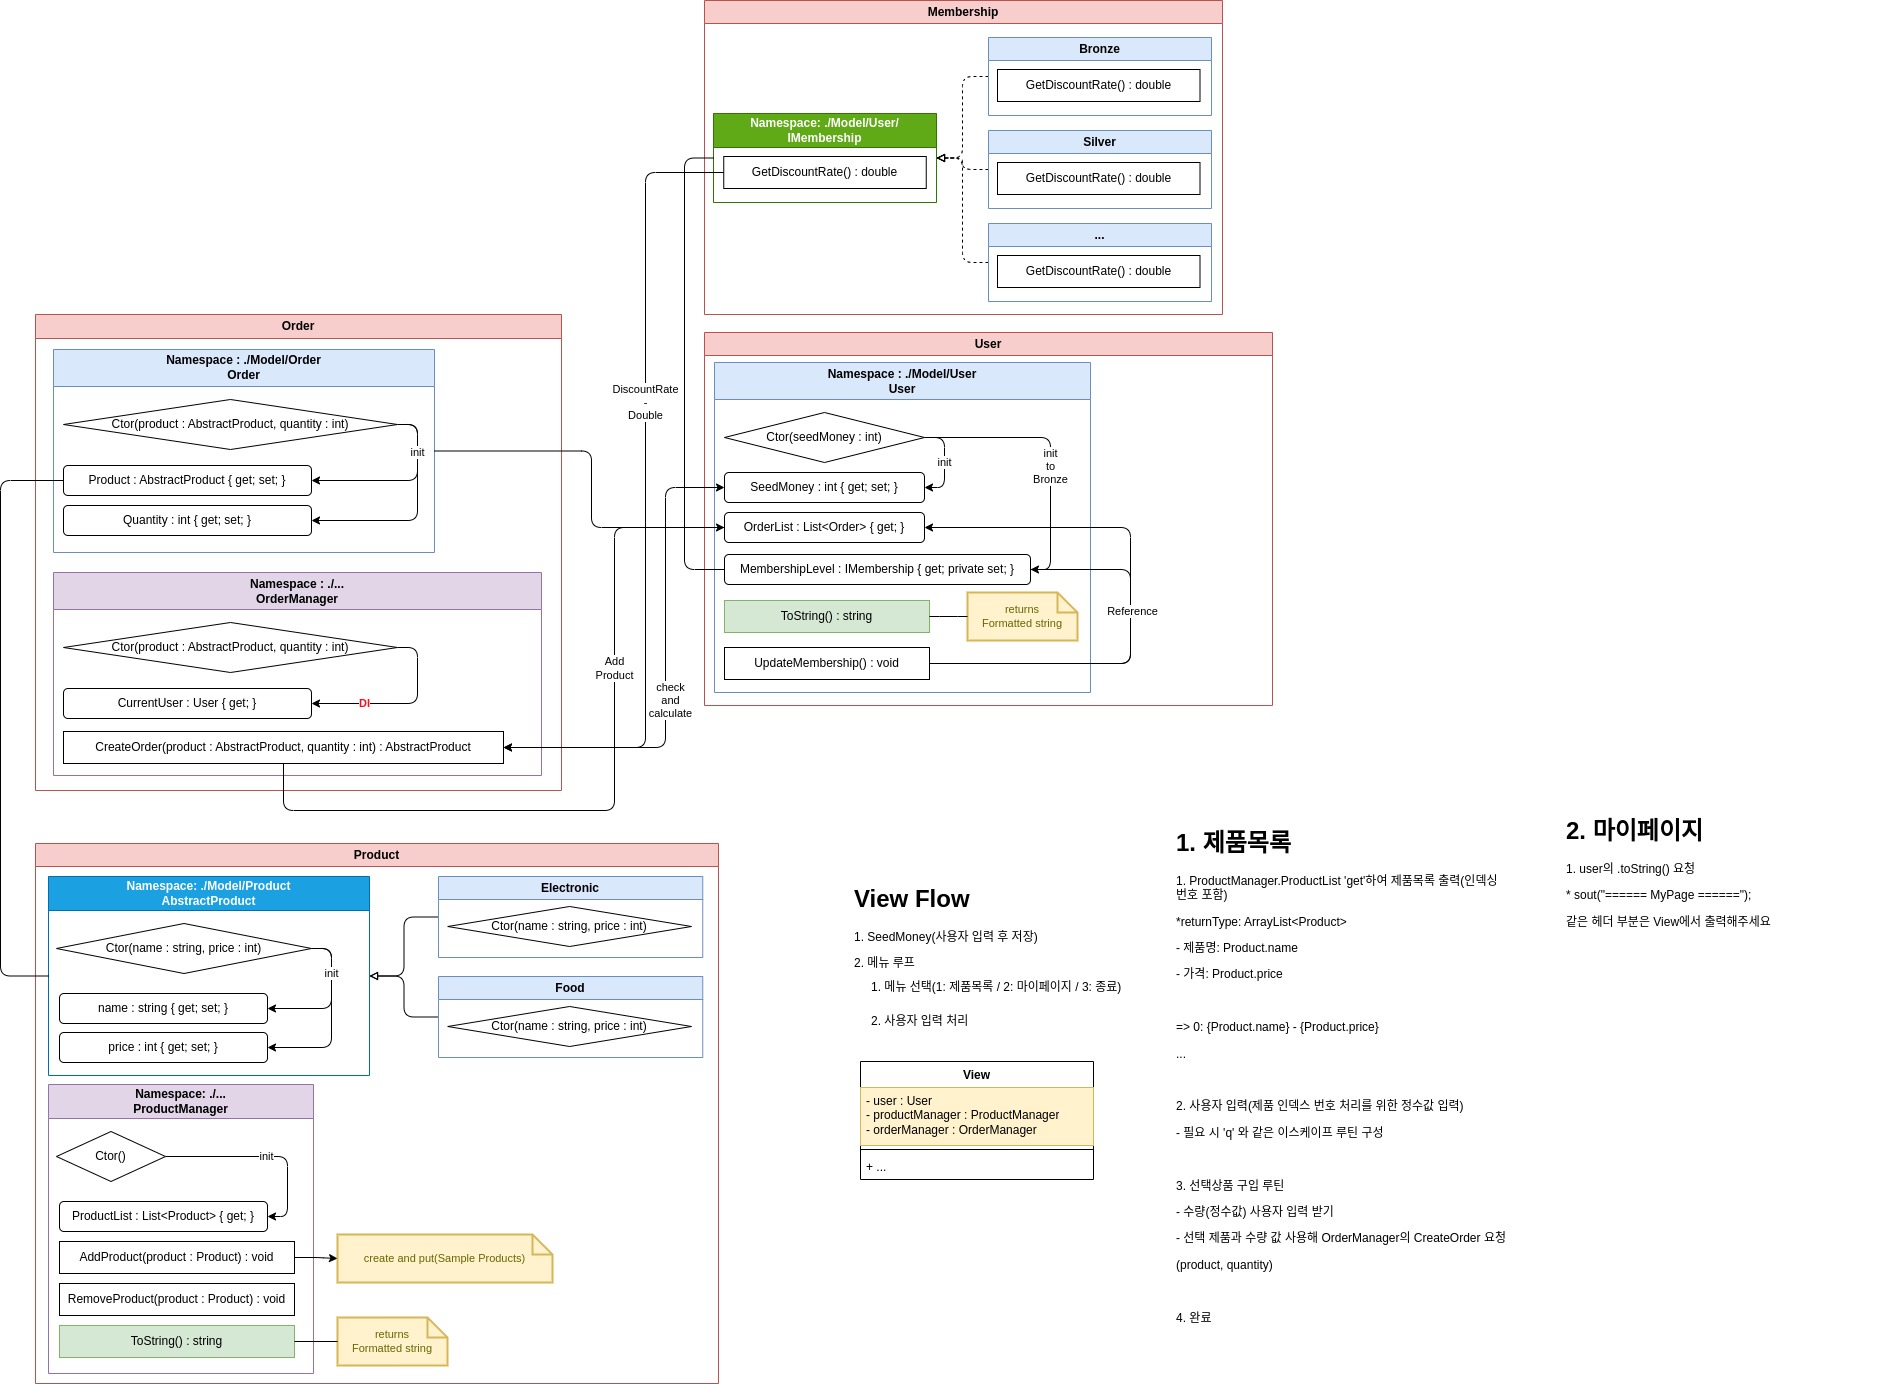 Membership
Bronze
GetDiscountRate() : double
Namespace: ./Model/User/
IMembership
GetDiscountRate() : double
Silver
GetDiscountRate() : double
...
GetDiscountRate() : double
Order
Namespace : ./Model/Order
Order
Ctor(product : AbstractProduct, quantity : int)
init
Product : AbstractProduct { get; set; }
Quantity : int { get; set; }
Namespace : ./...
OrderManager
Ctor(product : AbstractProduct, quantity : int)
CurrentUser : User { get; }
DI
CreateOrder(product : AbstractProduct, quantity : int) : AbstractProduct
DiscountRate
-
Double
Add
Product
check
and
calculate
User
Namespace : ./Model/User
User
Ctor(seedMoney : int)
init
init
to
Bronze
SeedMoney : int { get; set; }
OrderList : List<Order> { get; }
MembershipLevel : IMembership { get; private set; }
ToString() : string
returns
Formatted string
Reference
UpdateMembership() : void
Product
Namespace: ./Model/Product
AbstractProduct
Ctor(name : string, price : int)
init
name : string { get; set; }
price : int { get; set; }
Electronic
Ctor(name : string, price : int)
Food
Ctor(name : string, price : int)
Namespace: ./...
ProductManager
Ctor()
init
ProductList : List<Product> { get; }
AddProduct(product : Product) : void
create and put(Sample Products)
RemoveProduct(product : Product) : void
ToString() : string
returns
Formatted string
View Flow
1. SeedMoney(사용자 입력 후 저장)
2. 메뉴 루프
1. 메뉴 선택(1: 제품목록 / 2: 마이페이지 / 3: 종료)
2. 사용자 입력 처리
View
- user : User
- productManager : ProductManager
- orderManager : OrderManager
+ ...
1. 제품목록
1. ProductManager.ProductList 'get'하여 제품목록 출력(인덱싱
번호 포함)
*returnType: ArrayList<Product>
- 제품명: Product.name
- 가격: Product.price
=> 0: {Product.name} - {Product.price}
...
2. 사용자 입력(제품 인덱스 번호 처리를 위한 정수값 입력)
- 필요 시 'q' 와 같은 이스케이프 루틴 구성
3. 선택상품 구입 루틴
- 수량(정수값) 사용자 입력 받기
- 선택 제품과 수량 값 사용해 OrderManager의 CreateOrder 요청
(product, quantity)
4. 완료
2. 마이페이지
1. user의 .toString() 요청
* sout("====== MyPage ======");
같은 헤더 부분은 View에서 출력해주세요